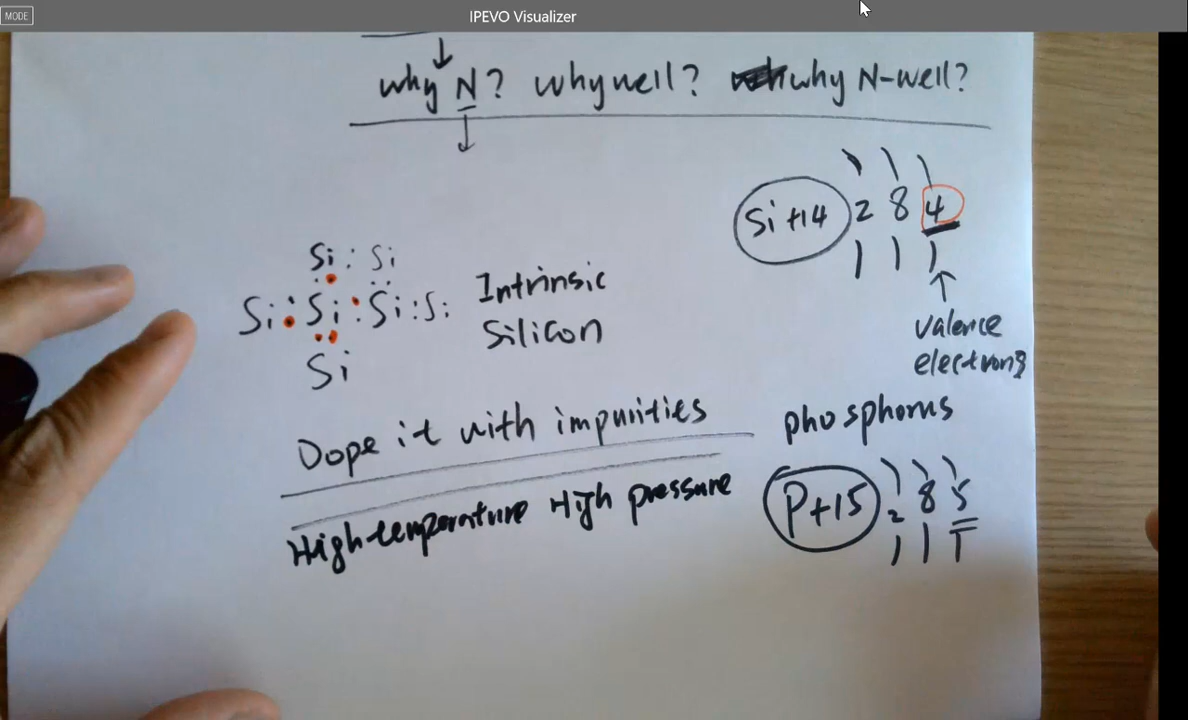 MODE
IPEVO Visualizer
why N? why well? why N-well?
Si+14 2 8 4
valence
electrons
Si : Si
Si : Si : Si : Si
Si
Intrinsic
Silicon
Dope it with impurities
High-temperature High pressure
phosphorus
P+15 2 8 5